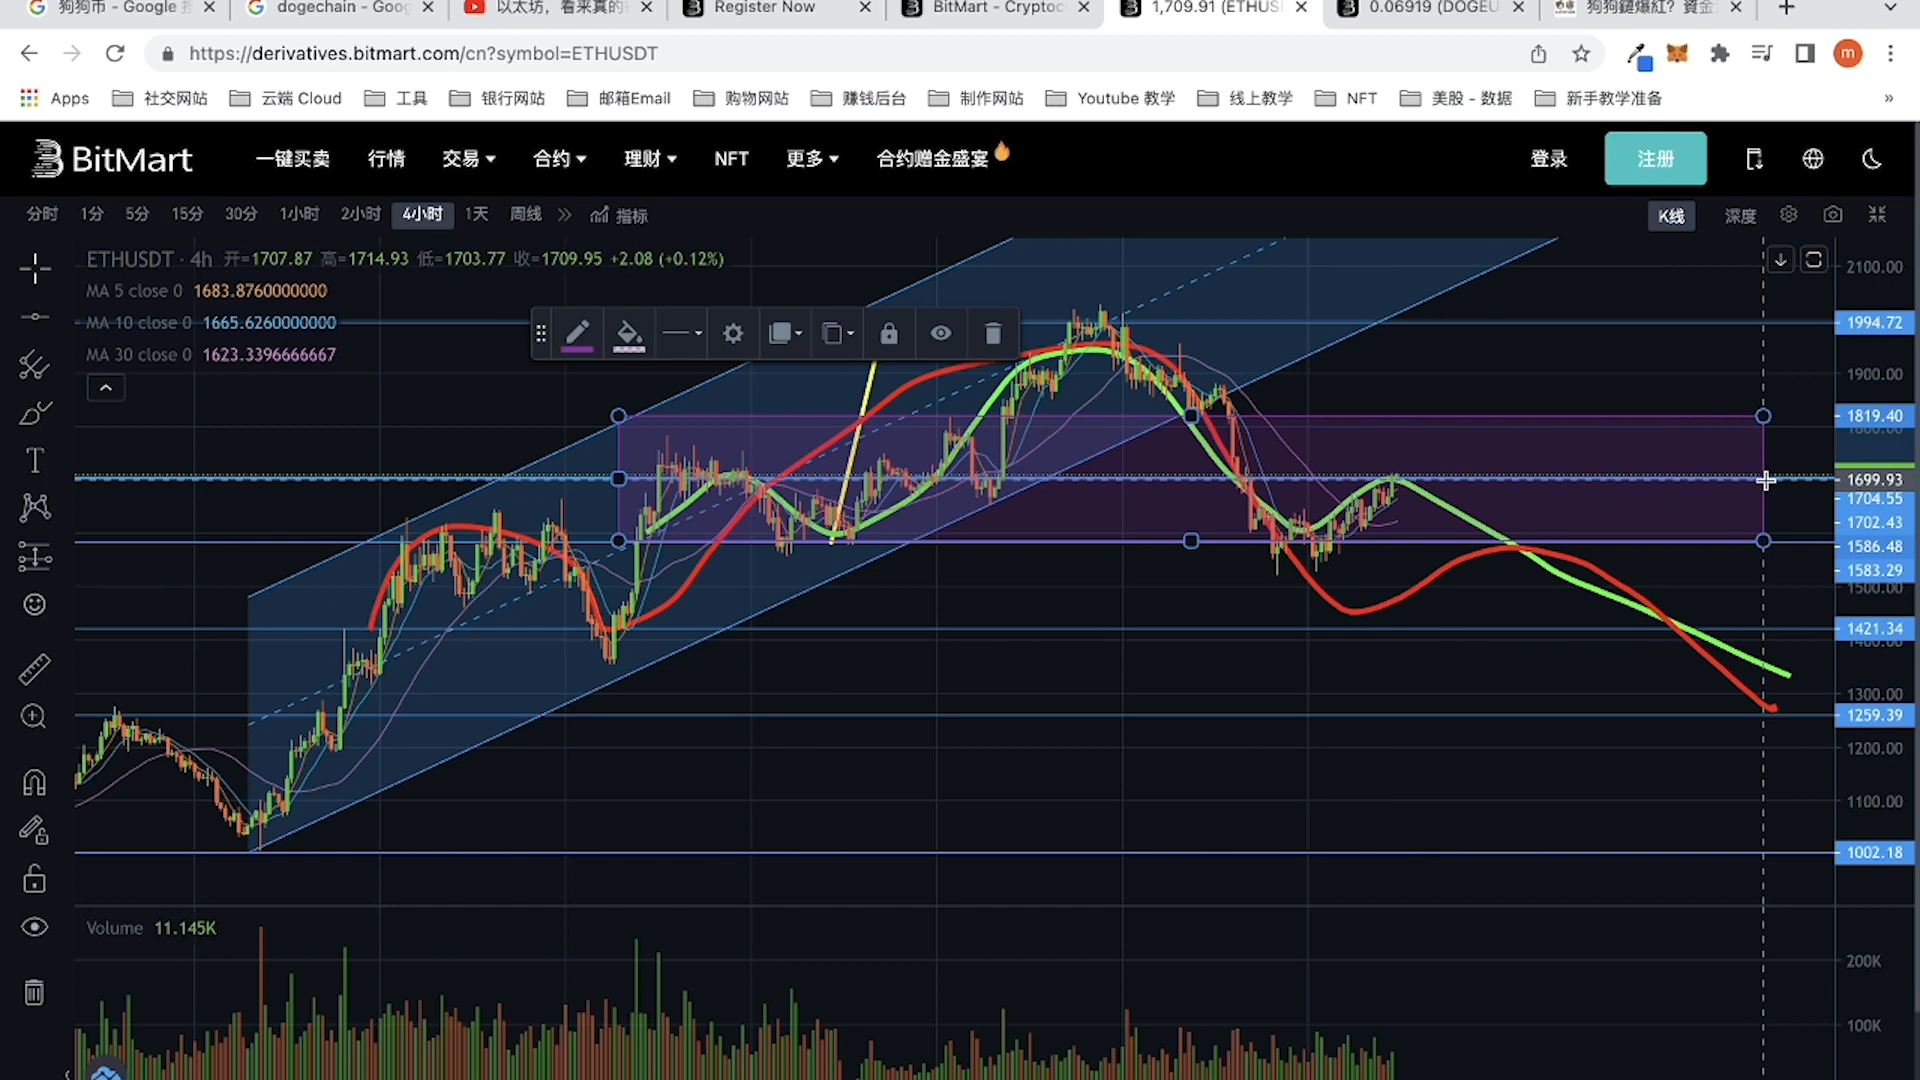 狗狗币 - Google 搜
dogechain - Goog
以太坊，看来真的
Register Now
BitMart - Cryptoc
1,709.91 (ETHUS
0.06919 (DOGEU
狗狗鏈爆紅? 資金
https://derivatives.bitmart.com/cn?symbol=ETHUSDT
m
Apps
社交网站
云端 Cloud
工具
银行网站
邮箱Email
购物网站
赚钱后台
制作网站
Youtube 教学
线上教学
NFT
美股 - 数据
新手教学准备
»
BitMart
一键买卖
行情
交易
合约
理财
NFT
更多
合约赠金盛宴
登录
注册
分时
1分
5分
15分
30分
1小时
2小时
4小时
1天
周线
指标
K线
深度
ETHUSDT · 4h 开=1707.87 高=1714.93 低=1703.77 收=1709.95 +2.08 (+0.12%)
MA 5 close 0 1683.8760000000
MA 10 close 0 1665.6260000000
MA 30 close 0 1623.3396666667
T
2100.00
1994.72
1900.00
1819.40
1800.00
1699.93
1704.55
1702.43
1586.48
1583.29
1500.00
1421.34
1400.00
1300.00
1259.39
1200.00
1100.00
1002.18
Volume 11.145K
200K
100K